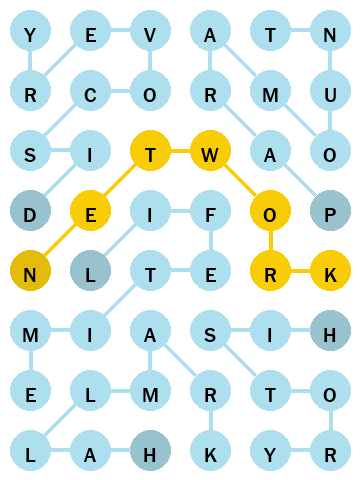 Y E V A T N
R C O R M U
S I T W A O
D E I F O P
N L T E R K
M I A S I H
E L M R T O
L A H K Y R